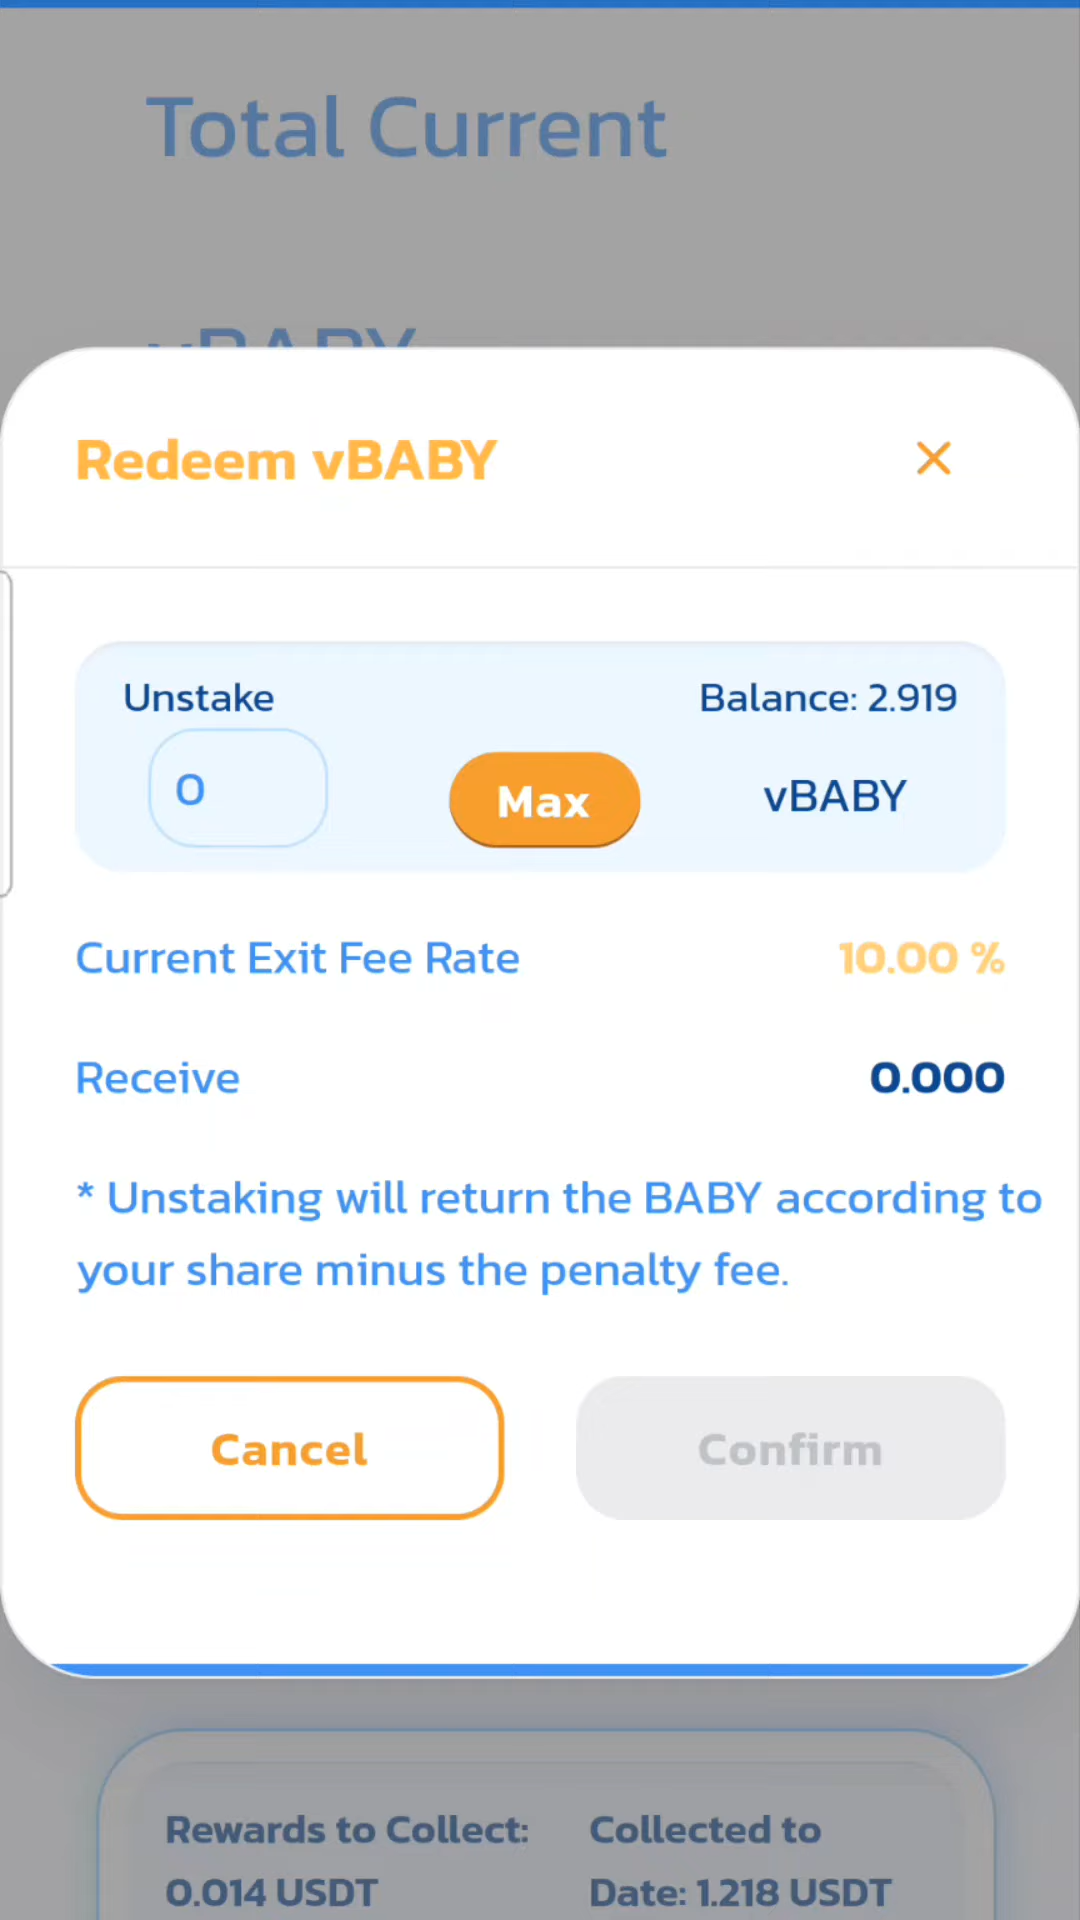 Total Current
vBABY
Redeem vBABY
Unstake
Balance: 2.919
0
Max
vBABY
Current Exit Fee Rate
10.00 %
Receive
0.000
* Unstaking will return the BABY according to
your share minus the penalty fee.
Cancel
Confirm
Rewards to Collect:
0.014 USDT
Collected to
Date: 1.218 USDT